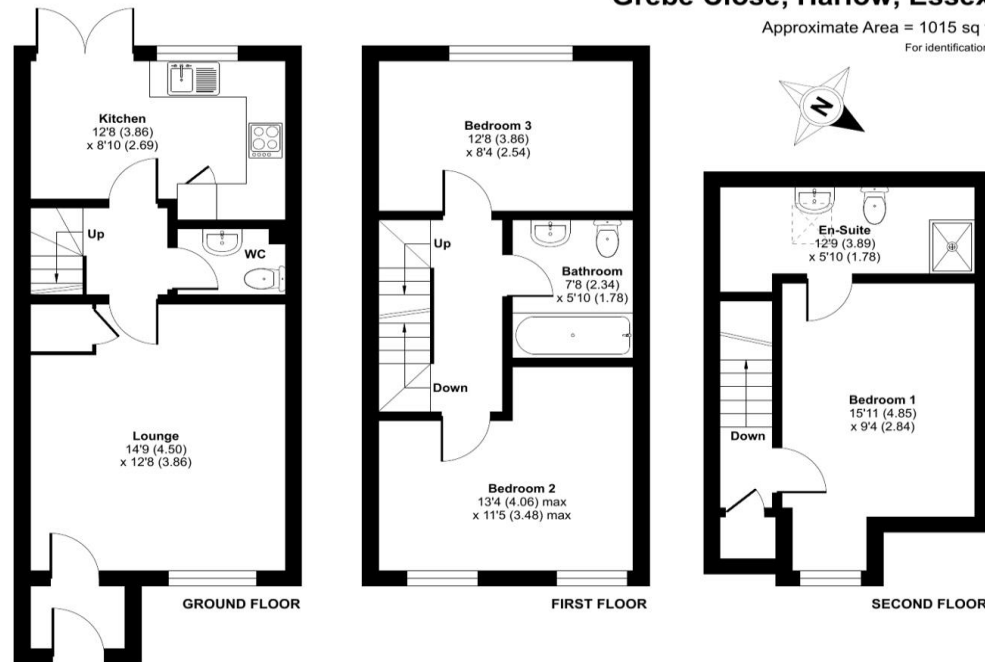 Grebe Close, Harlow, Essex
Approximate Area = 1015 sq
For identification
N
Kitchen
12'8 (3.86)
x 8'10 (2.69)
Up
WC
Lounge
14'9 (4.50)
x 12'8 (3.86)
GROUND FLOOR
Bedroom 3
12'8 (3.86)
x 8'4 (2.54)
Up
Bathroom
7'8 (2.34)
x 5'10 (1.78)
Down
Bedroom 2
13'4 (4.06) max
x 11'5 (3.48) max
FIRST FLOOR
En-Suite
12'9 (3.89)
x 5'10 (1.78)
Bedroom 1
15'11 (4.85)
x 9'4 (2.84)
Down
SECOND FLOOR